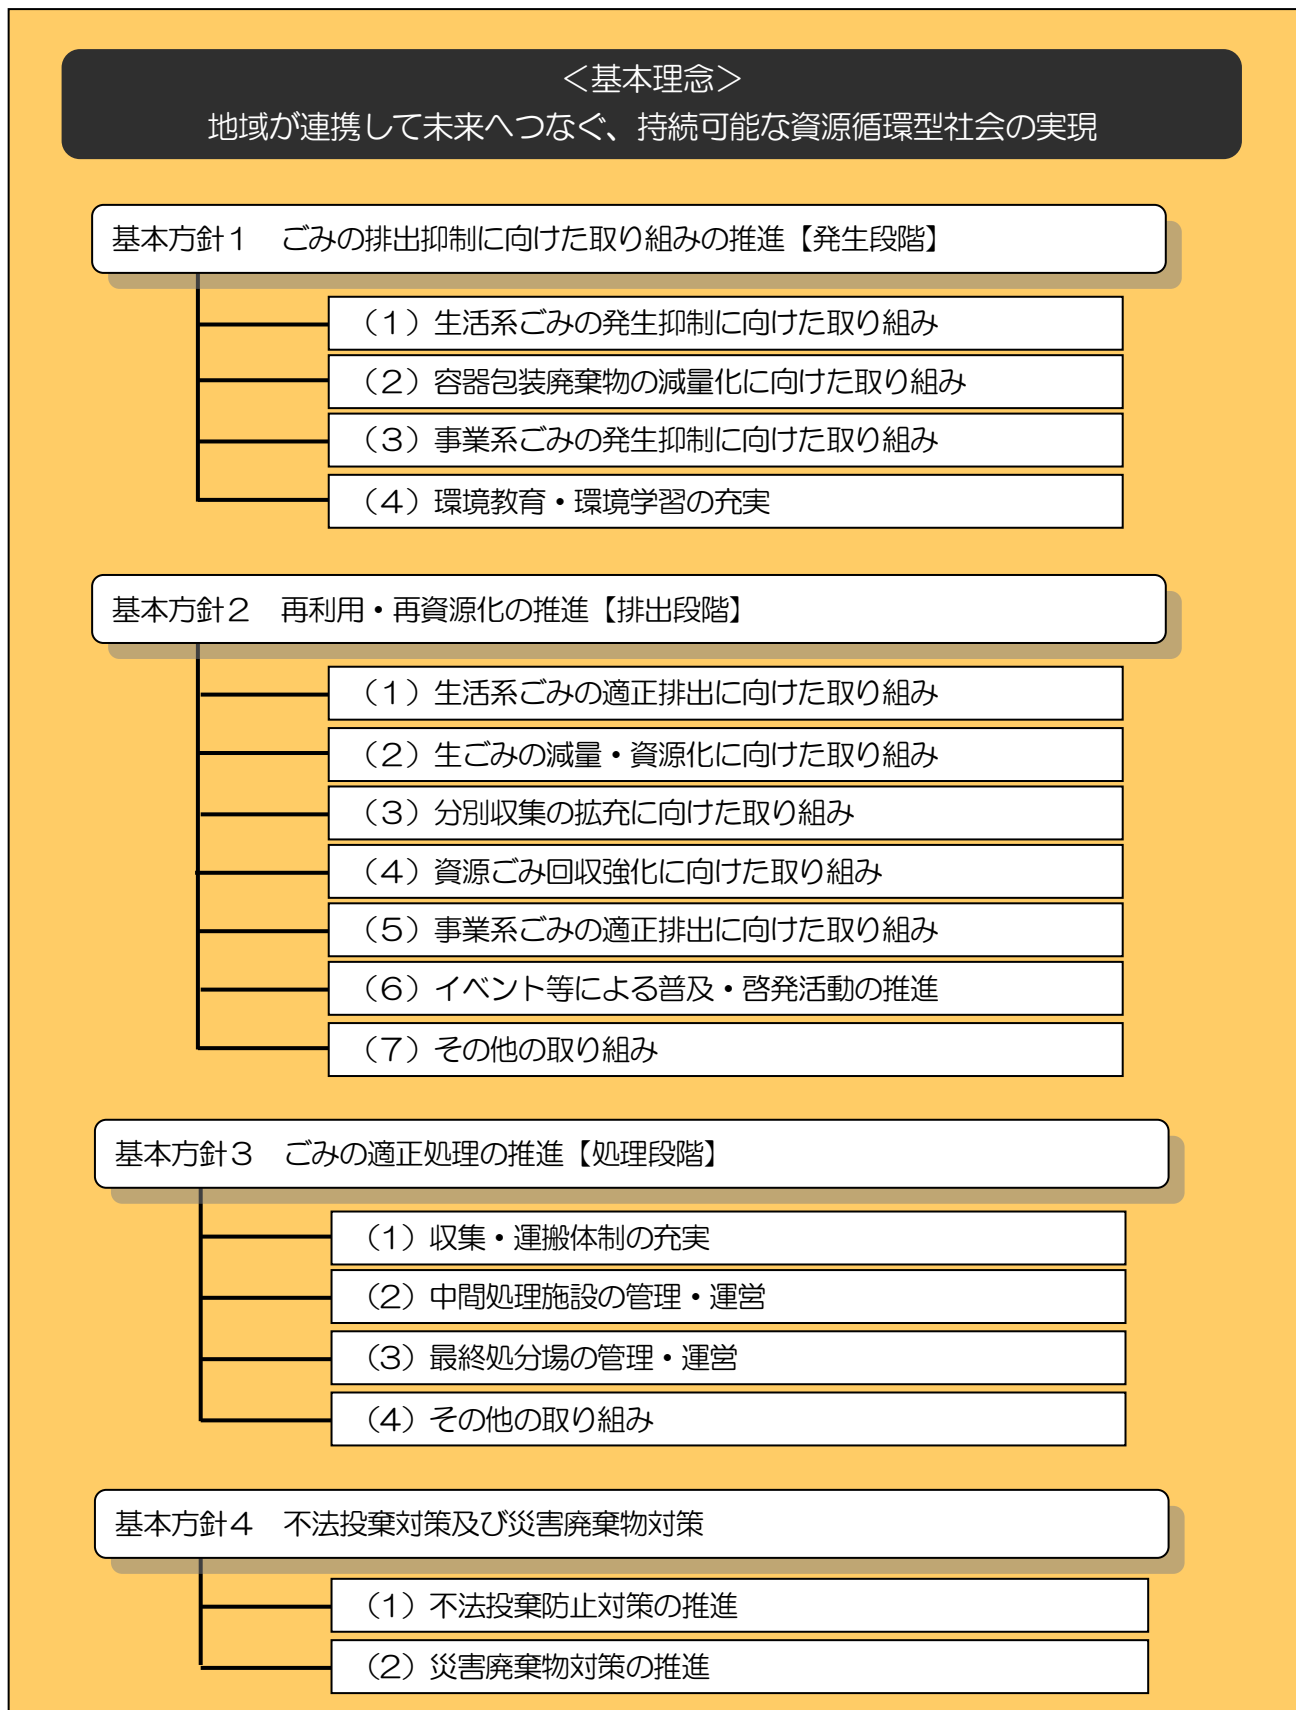 ＜基本理念＞
地域が連携して未来へつなぐ、持続可能な資源循環型社会の実現
基本方針１　ごみの排出抑制に向けた取り組みの推進【発生段階】
（１）生活系ごみの発生抑制に向けた取り組み
（２）容器包装廃棄物の減量化に向けた取り組み
（３）事業系ごみの発生抑制に向けた取り組み
（４）環境教育・環境学習の充実
基本方針２　再利用・再資源化の推進【排出段階】
（１）生活系ごみの適正排出に向けた取り組み
（２）生ごみの減量・資源化に向けた取り組み
（３）分別収集の拡充に向けた取り組み
（４）資源ごみ回収強化に向けた取り組み
（５）事業系ごみの適正排出に向けた取り組み
（６）イベント等による普及・啓発活動の推進
（７）その他の取り組み
基本方針３　ごみの適正処理の推進【処理段階】
（１）収集・運搬体制の充実
（２）中間処理施設の管理・運営
（３）最終処分場の管理・運営
（４）その他の取り組み
基本方針４　不法投棄対策及び災害廃棄物対策
（１）不法投棄防止対策の推進
（２）災害廃棄物対策の推進